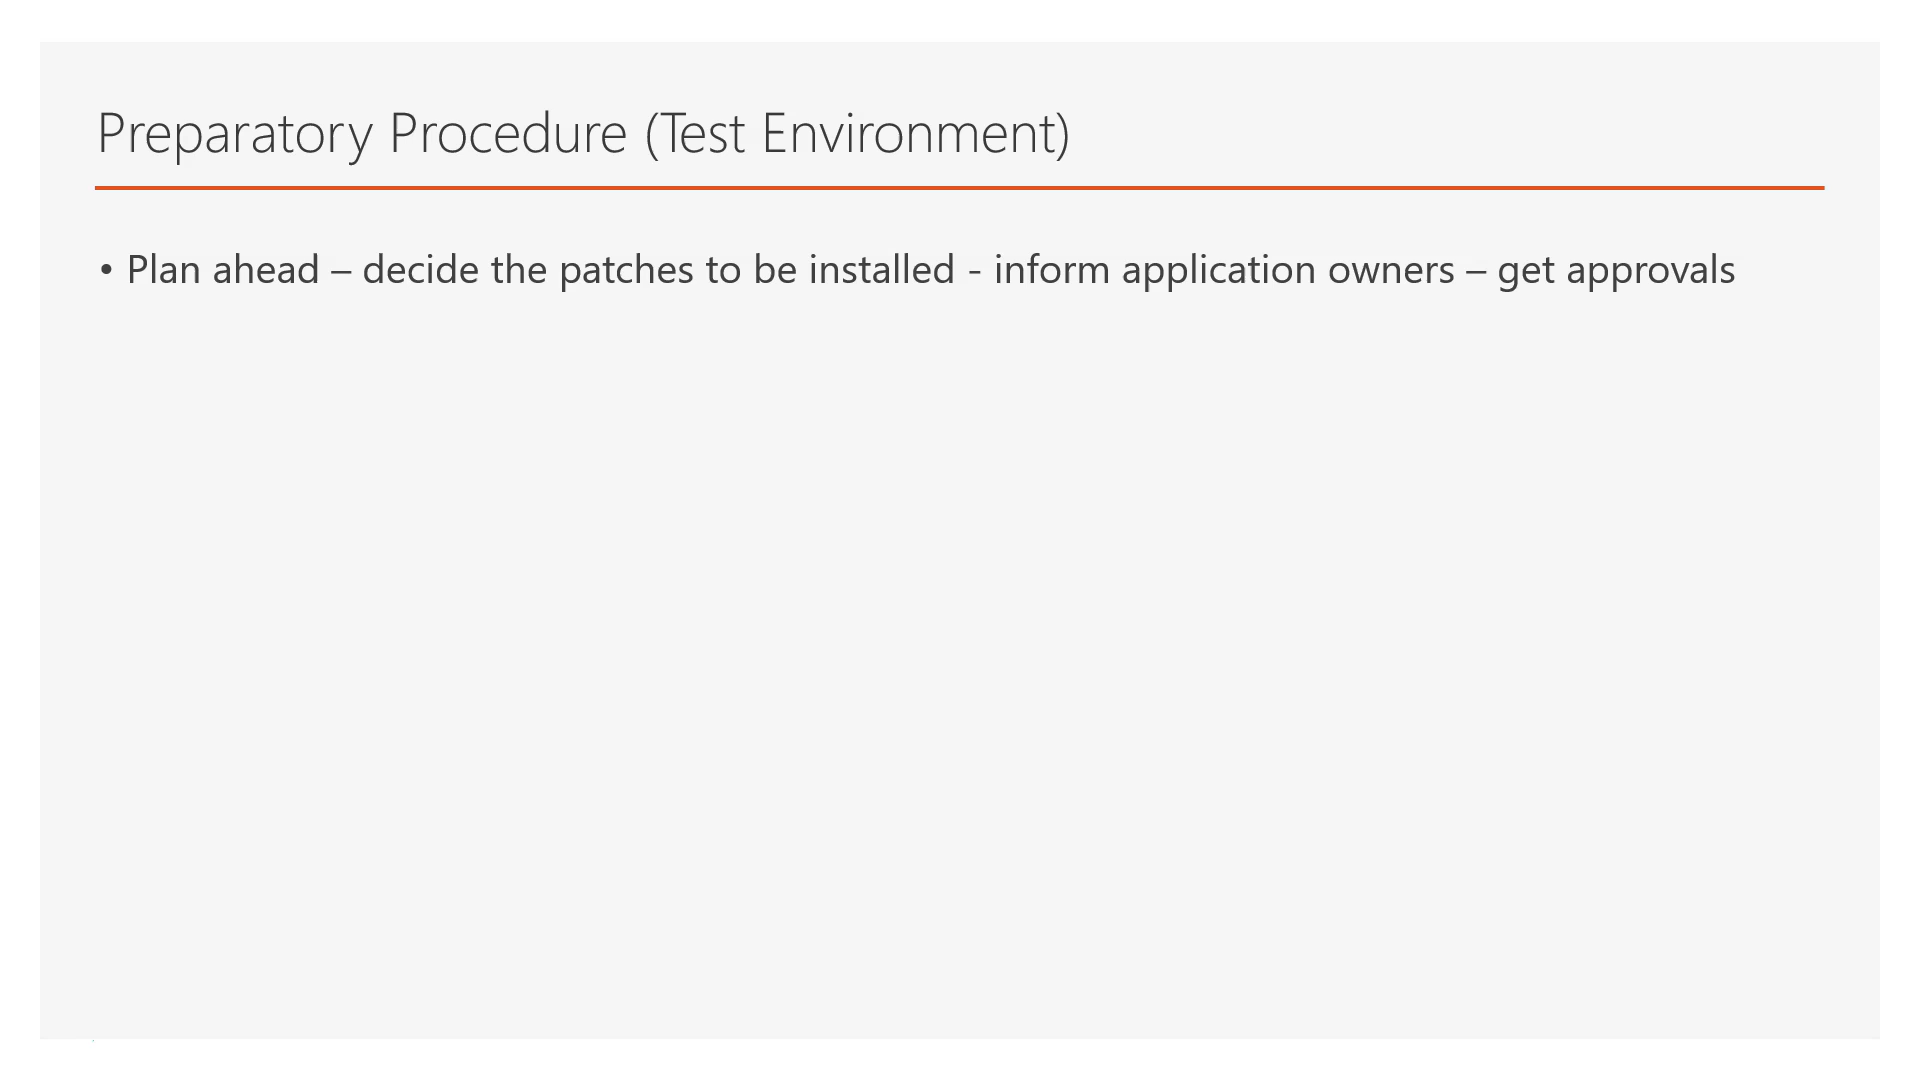 Preparatory Procedure (Test Environment)
• Plan ahead – decide the patches to be installed - inform application owners – get approvals